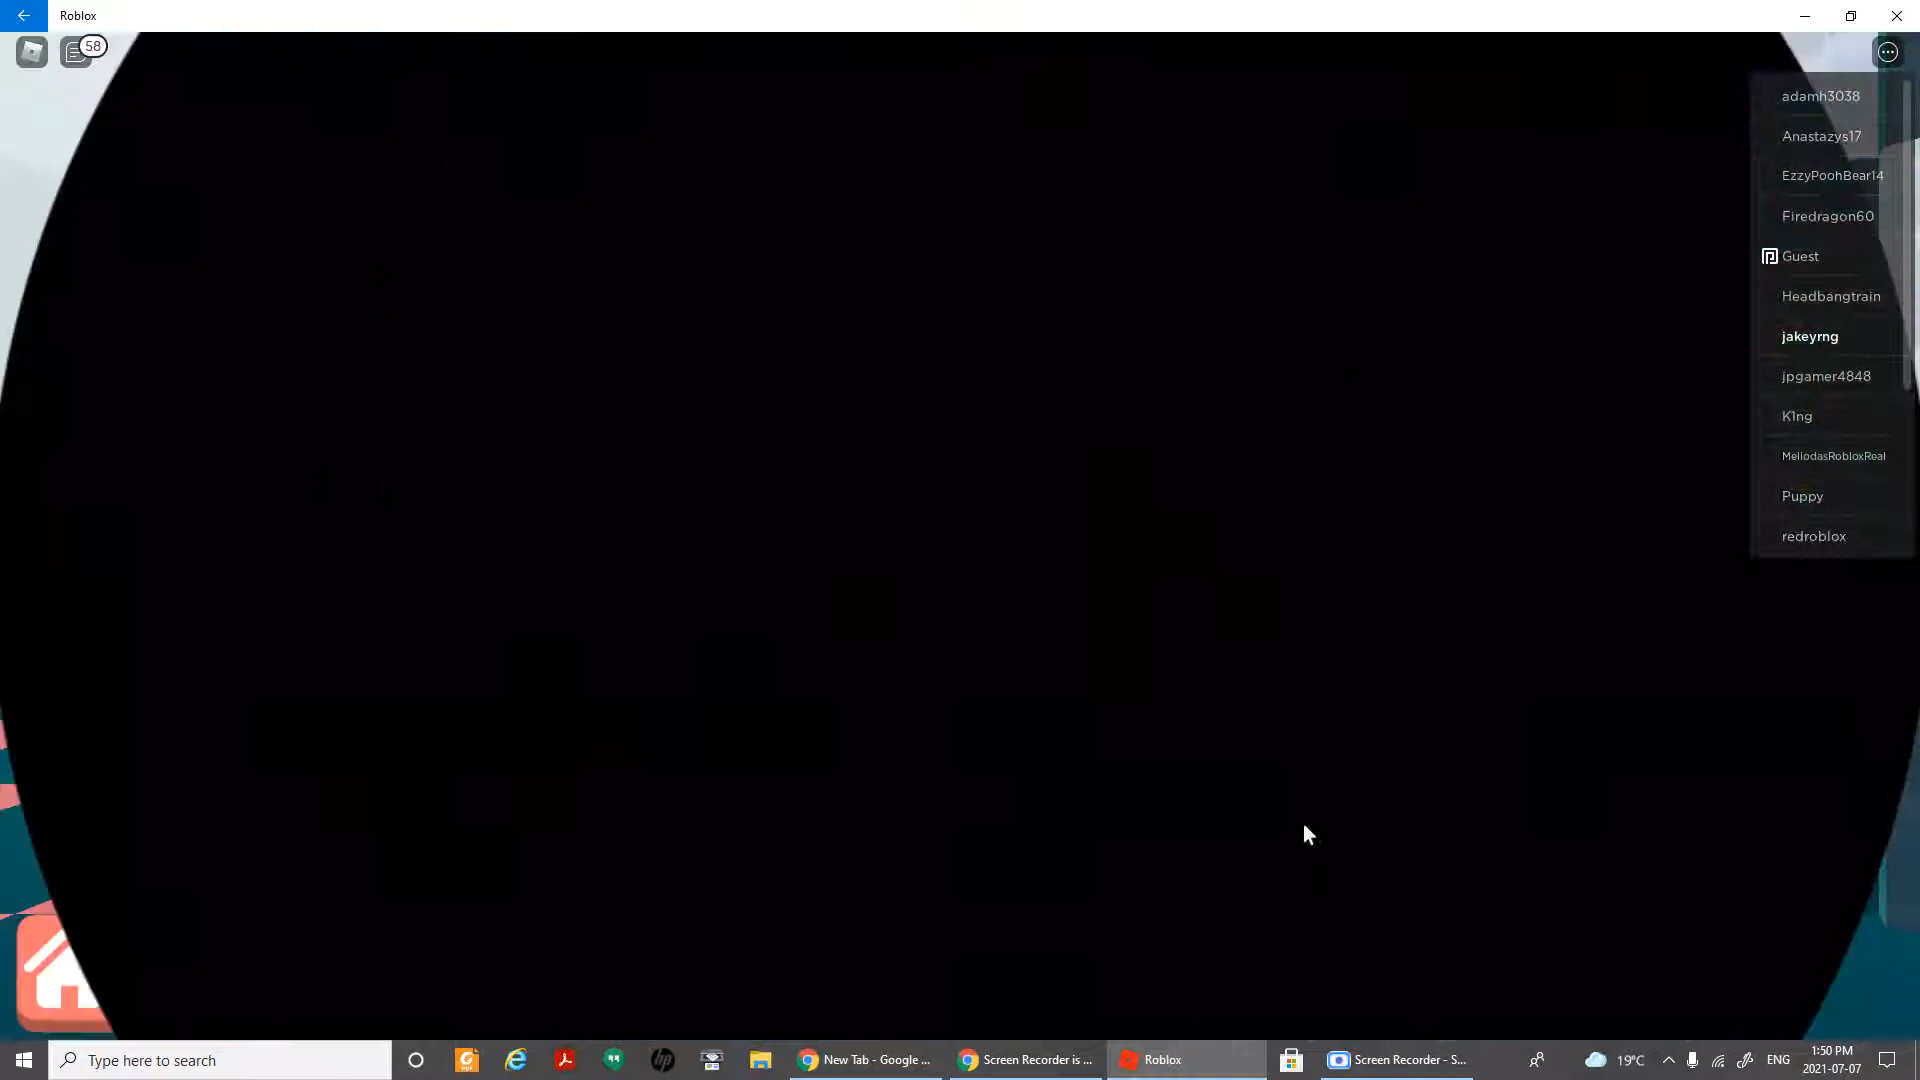 Roblox
58
adamh3038
Anastazys17
EzzyPoohBear14
Firedragon60
Guest
Headbangtrain
jakeyrng
jpgamer4848
K1ng
MeliodasRobloxReal
Puppy
redroblox
Type here to search
New Tab - Google ...
Screen Recorder is ...
Roblox
Screen Recorder - S...
19°C
ENG
1:50 PM
2021-07-07